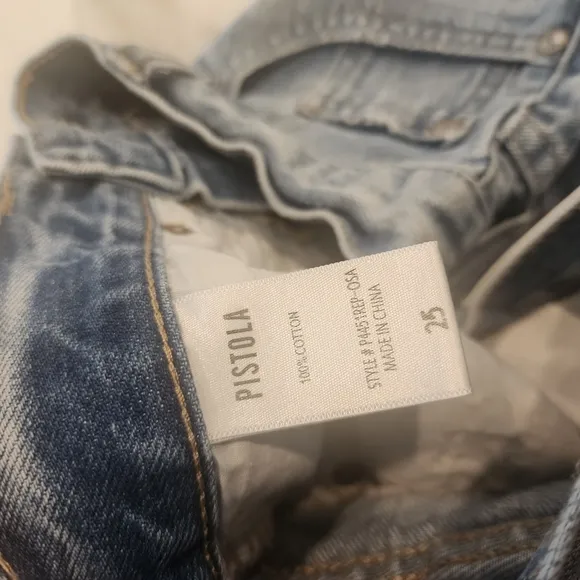 PISTOLA
100% COTTON
STYLE # P4451REP-OSA
MADE IN CHINA
25